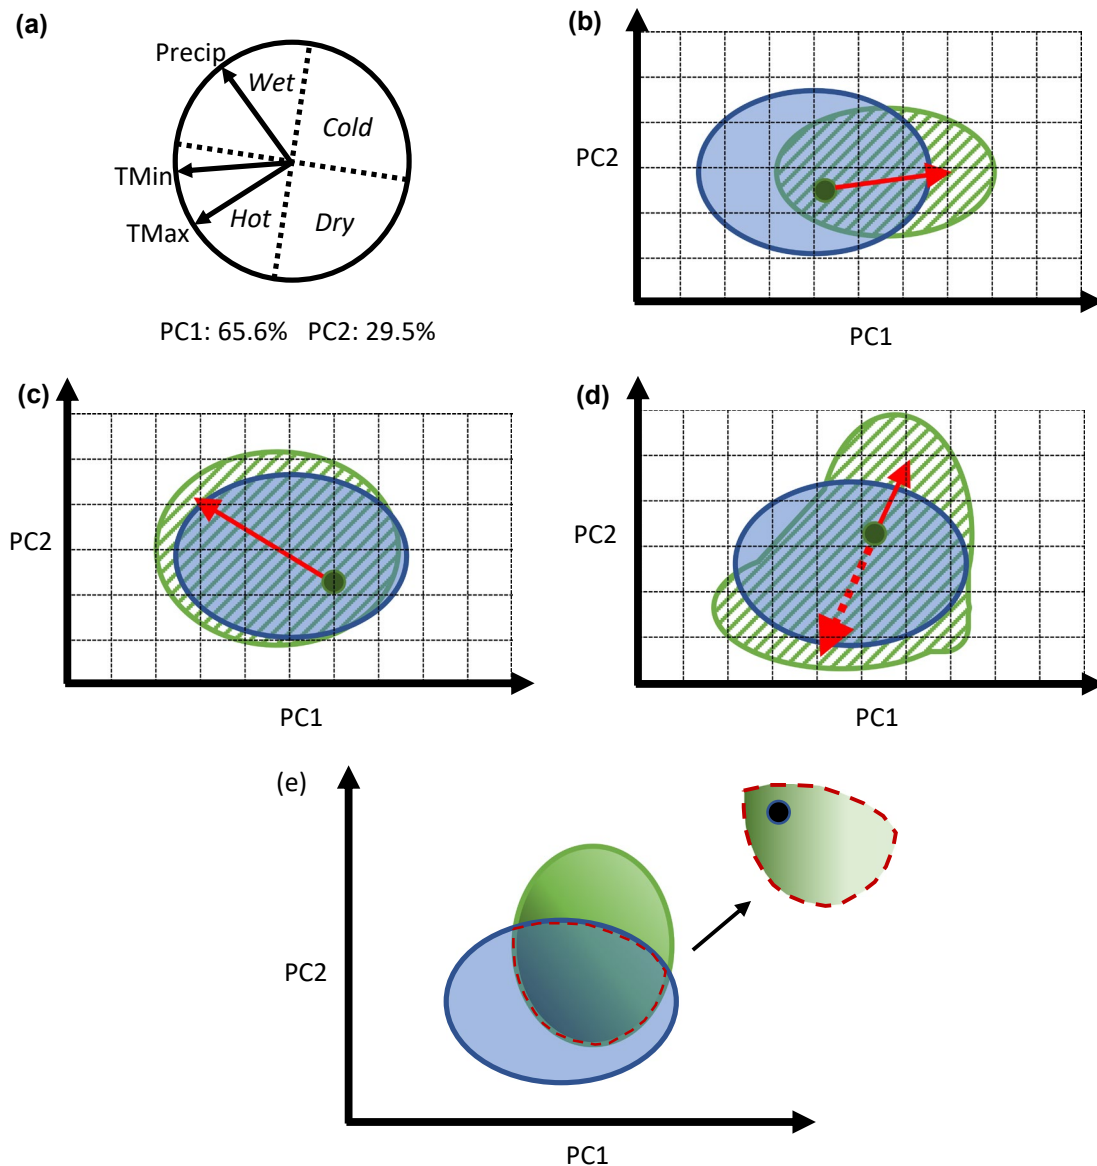 (a)
Precip
Wet
Cold
TMin
TMax
Hot
Dry
PC1: 65.6% PC2: 29.5%
(b)
PC2
PC1
(c)
PC2
PC1
(d)
PC2
PC1
(e)
PC2
PC1